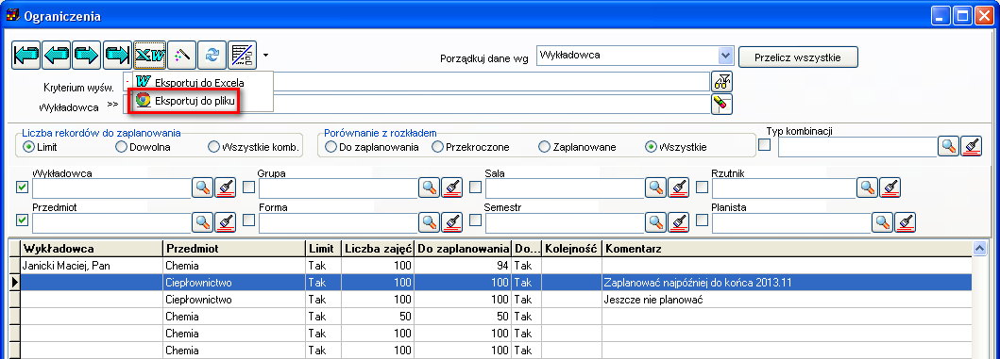 Ograniczenia
XW
Porządkuj dane wg Wykładowca Przelicz wszystkie
W Eksportuj do Excela
Kryterium wyśw.
Eksportuj do pliku
Wykładowca >>
Liczba rekordów do zaplanowania Porównanie z rozkładem Typ kombinacji
Limit Dowolna Wszystkie komb. Do zaplanowania Przekroczone Zaplanowane Wszystkie
Wykładowca Grupa Sala Rzutnik
Przedmiot Forma Semestr Planista
Wykładowca Przedmiot Limit Liczba zajęć Do zaplanowania Do... Kolejność Komentarz
Janicki Maciej, Pan Chemia Tak 100 94 Tak
Ciepłownictwo Tak 100 100 Tak Zaplanować najpóźniej do końca 2013.11
Ciepłownictwo Tak 100 100 Tak Jeszcze nie planować
Chemia Tak 50 50 Tak
Chemia Tak 100 100 Tak
Chemia Tak 100 100 Tak